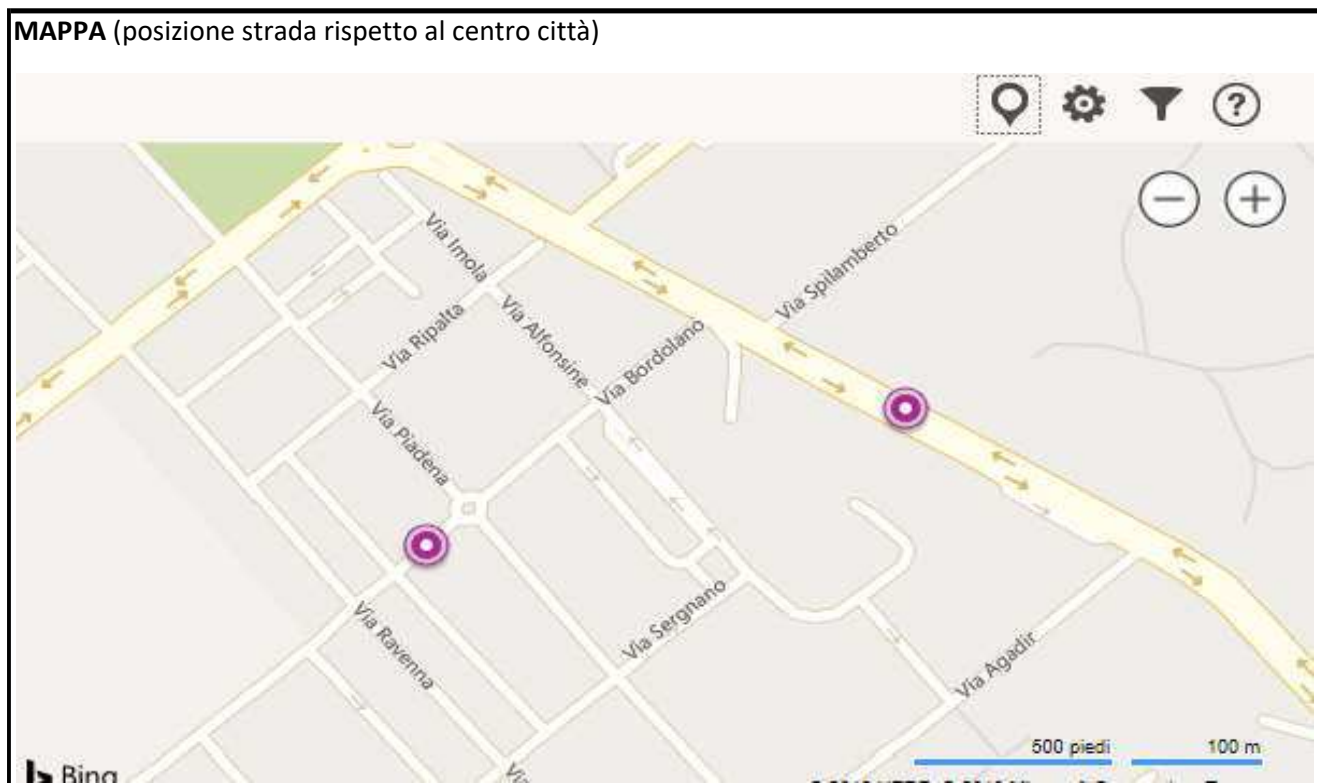 MAPPA (posizione strada rispetto al centro città)
?
Via Imola
Via Spilamberto
Via Ripalta
Via Alfonsine
Via Bordolano
Via Piadena
Via Sergnano
Via Ravenna
Via Agadir
500 piedi
100 m
Bing